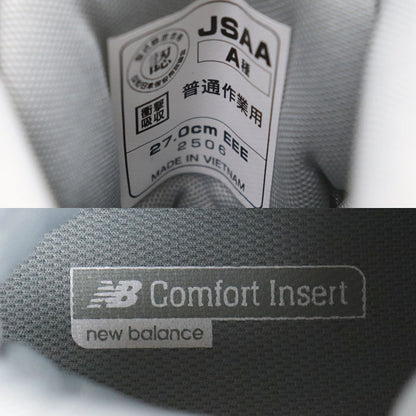 JSAA
A種
普通作業用
衝撃
吸収
27.0cm EEE
2506
MADE IN VIETNAM
NB Comfort Insert
new balance